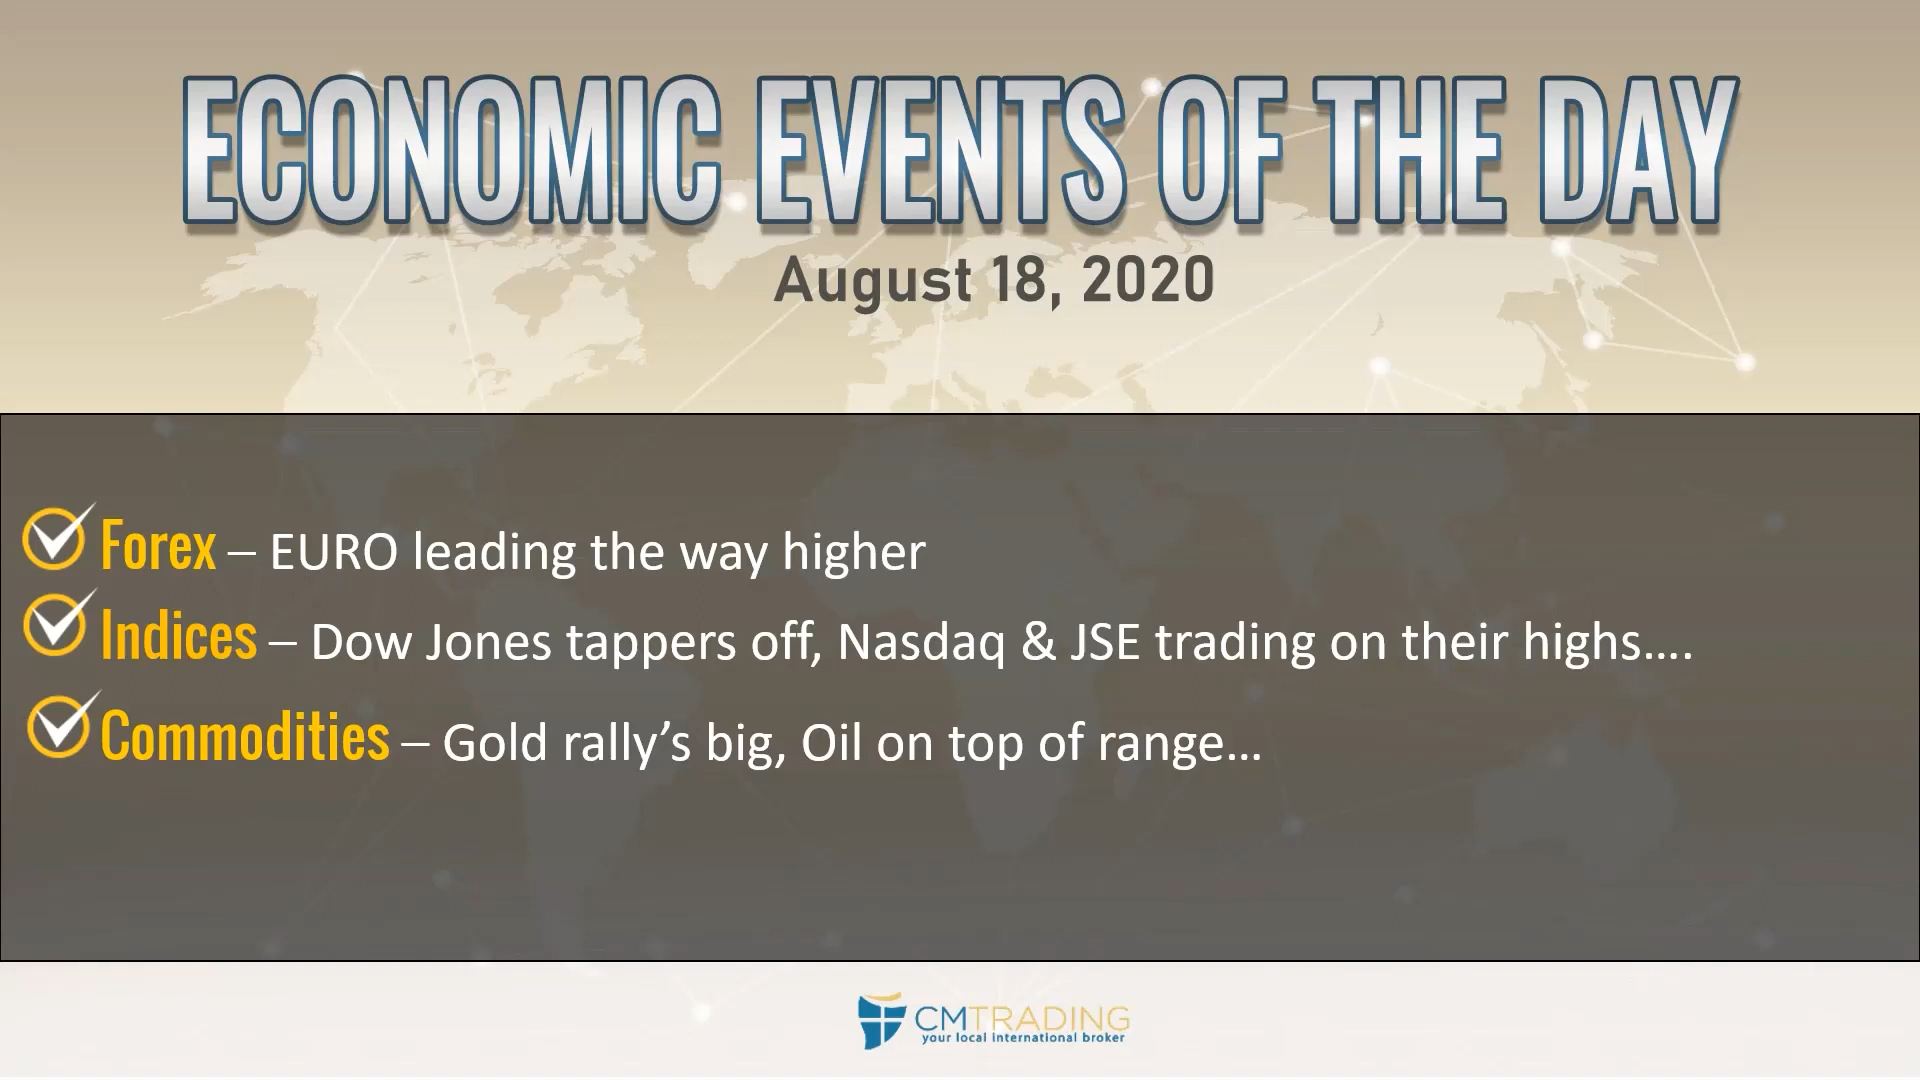 ECONOMIC EVENTS OF THE DAY
August 18, 2020
Forex – EURO leading the way higher
Indices – Dow Jones tappers off, Nasdaq & JSE trading on their highs....
Commodities – Gold rally’s big, Oil on top of range...
CMTRADING
your local international broker